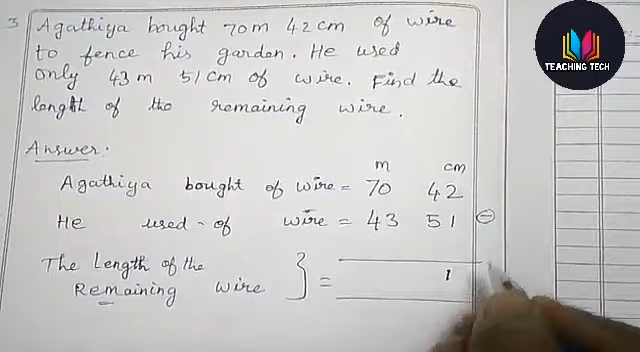 3 Agathiya bought 70m 42cm of wire
to fence his garden. He used
only 43m 51cm of wire. Find the
length of the remaining wire.
TEACHING TECH
Answer:
m cm
Agathiya bought of wire = 70 42
He used of wire = 43 51 (-)
The Length of the
Remaining wire } = 1